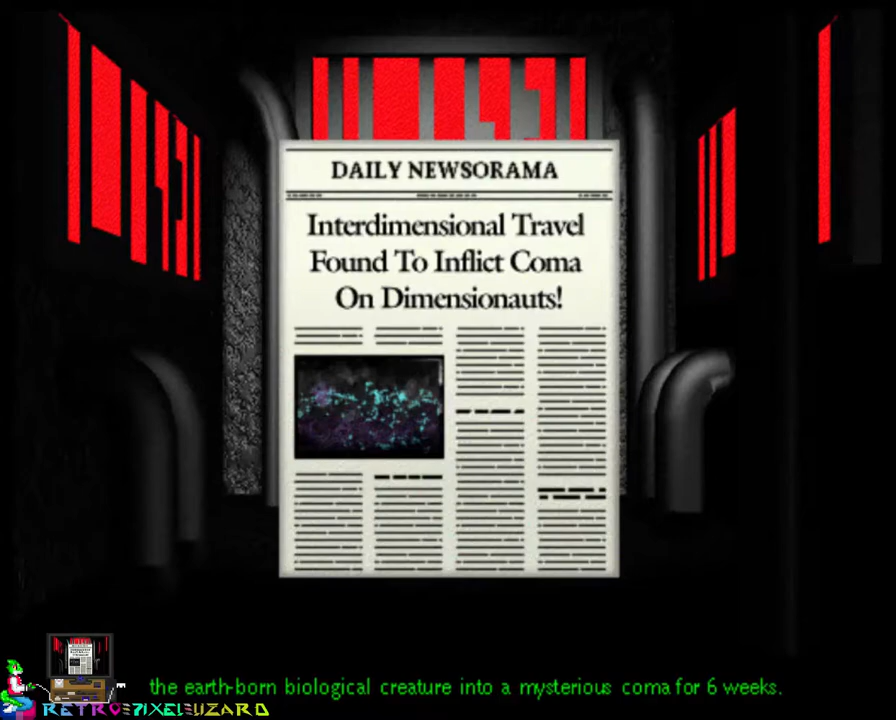 DAILY NEWSORAMA
Interdimensional Travel
Found To Inflict Coma
On Dimensionauts!
the earth-born biological creature into a mysterious coma for 6 weeks.
RETRO PIXEL LIZARD